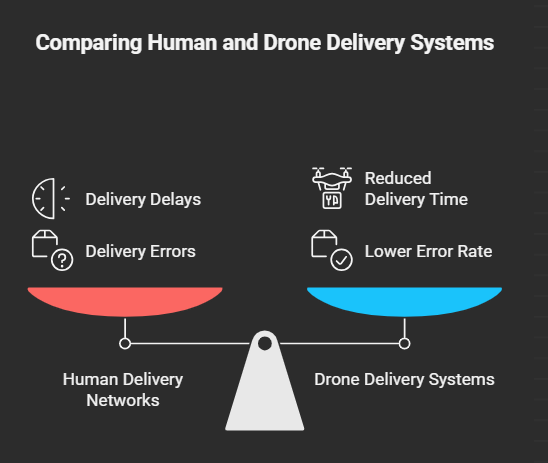 Comparing Human and Drone Delivery Systems
Delivery Delays
Reduced
Delivery Time
Delivery Errors
Lower Error Rate
Human Delivery
Networks
Drone Delivery Systems